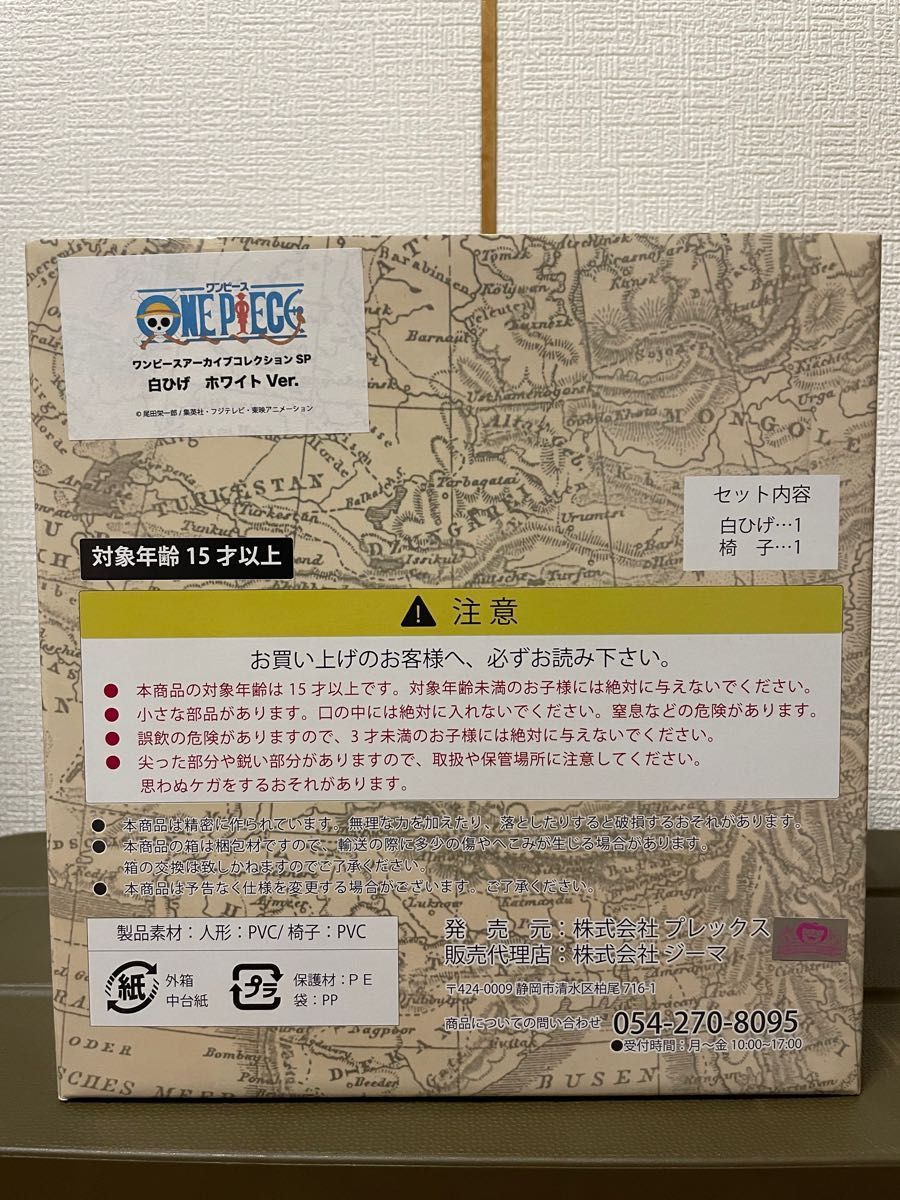 ワンピース
ONE PIECE
ワンピースアーカイブコレクション SP
白ひげ ホワイト Ver.
© 尾田栄一郎 / 集英社・フジテレビ・東映アニメーション
Barabinsk
Tomsk
Kolywan
Kansk
Barnaul
MONGOLE
Altai
TURKESTAN
Tarbagatai
DZUNGAREI
Urumtsi
Issikul
Turfan
セット内容
白ひげ…1
椅 子…1
対象年齢 15 才以上
注意
お買い上げのお客様へ、必ずお読み下さい。
● 本商品の対象年齢は 15 才以上です。対象年齢未満のお子様には絶対に与えないでください。
● 小さな部品があります。口の中には絶対に入れないでください。窒息などの危険があります。
● 誤飲の危険がありますので、3 才未満のお子様には絶対に与えないでください。
● 尖った部分や鋭い部分がありますので、取扱や保管場所に注意してください。
思わぬケガをするおそれがあります。
● 本商品は精密に作られています。無理な力を加えたり、落としたりすると破損するおそれがあります。
● 本商品の箱は梱包材ですので、輸送の際に多少の傷やへこみが生じる場合があります。
箱の交換は致しかねますのでご了承ください。
● 本商品は予告なく仕様を変更する場合がございます。ご了承ください。
Ajmeer
Luknow
Katmandu
Rangpur
製品素材：人形：PVC/ 椅子：PVC
紙
外箱
中台紙
プラ
保護材：ＰＥ
袋：PP
発 売 元：株式会社 プレックス
販売代理店：株式会社 ジーマ
〒424-0009 静岡市清水区柏尾 716-1
商品についての問い合わせ 054-270-8095
●受付時間：月～金 10:00~17:00
ODER
Bombay
Nagpoor
Beeder
BUSEN